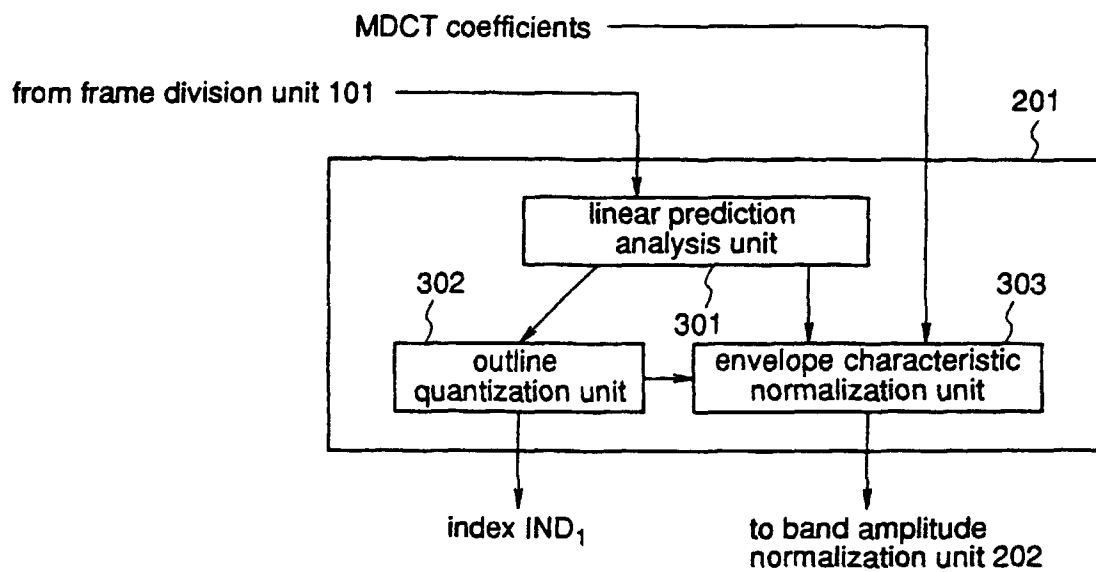 MDCT coefficients
from frame division unit 101
201
linear prediction
analysis unit
302
301
303
outline
quantization unit
envelope characteristic
normalization unit
index IND₁
to band amplitude
normalization unit 202